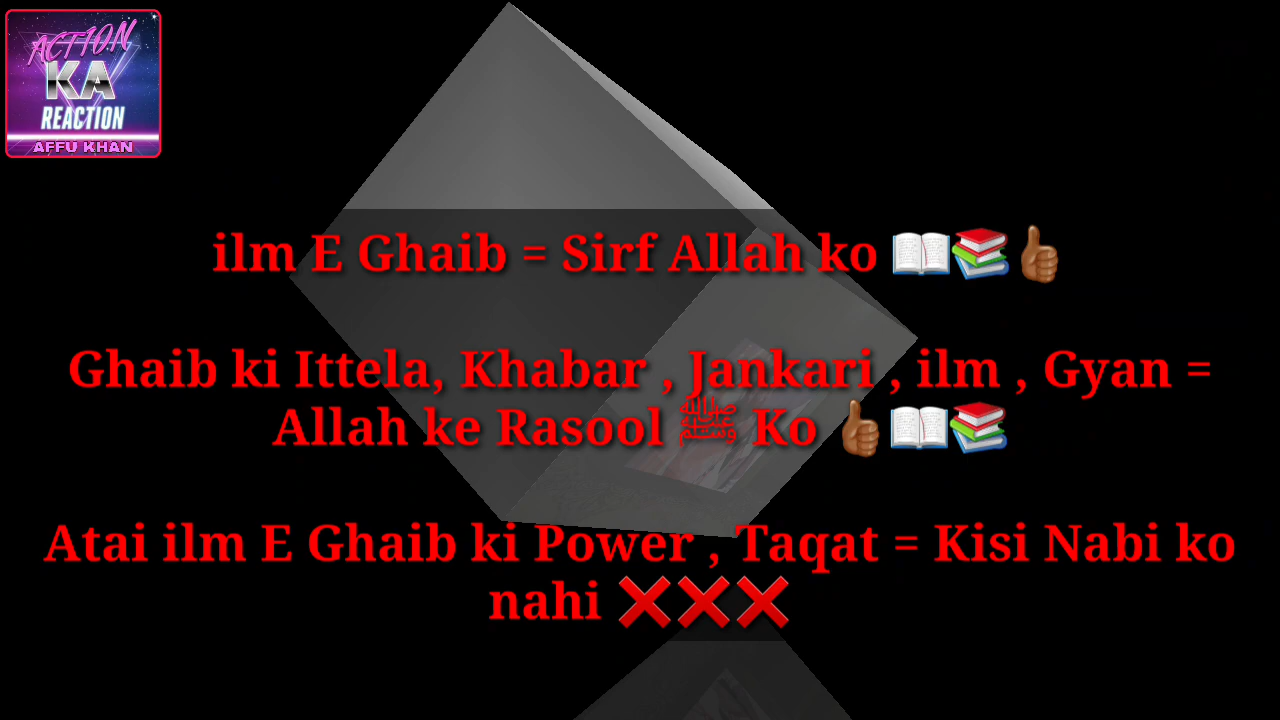 ACTION
KA
REACTION
AFFU KHAN
ilm E Ghaib = Sirf Allah ko 📖📚👍🏾
Ghaib ki Ittela, Khabar , Jankari , ilm , Gyan =
Allah ke Rasool ﷺ Ko 👍🏾📖📚
Atai ilm E Ghaib ki Power , Taqat = Kisi Nabi ko
nahi ❌❌❌